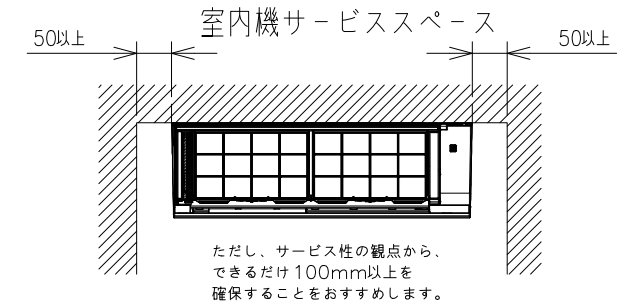 室内機サービススペース
50以上
50以上
ただし、サービス性の観点から、
できるだけ100mm以上を
確保することをおすすめします。